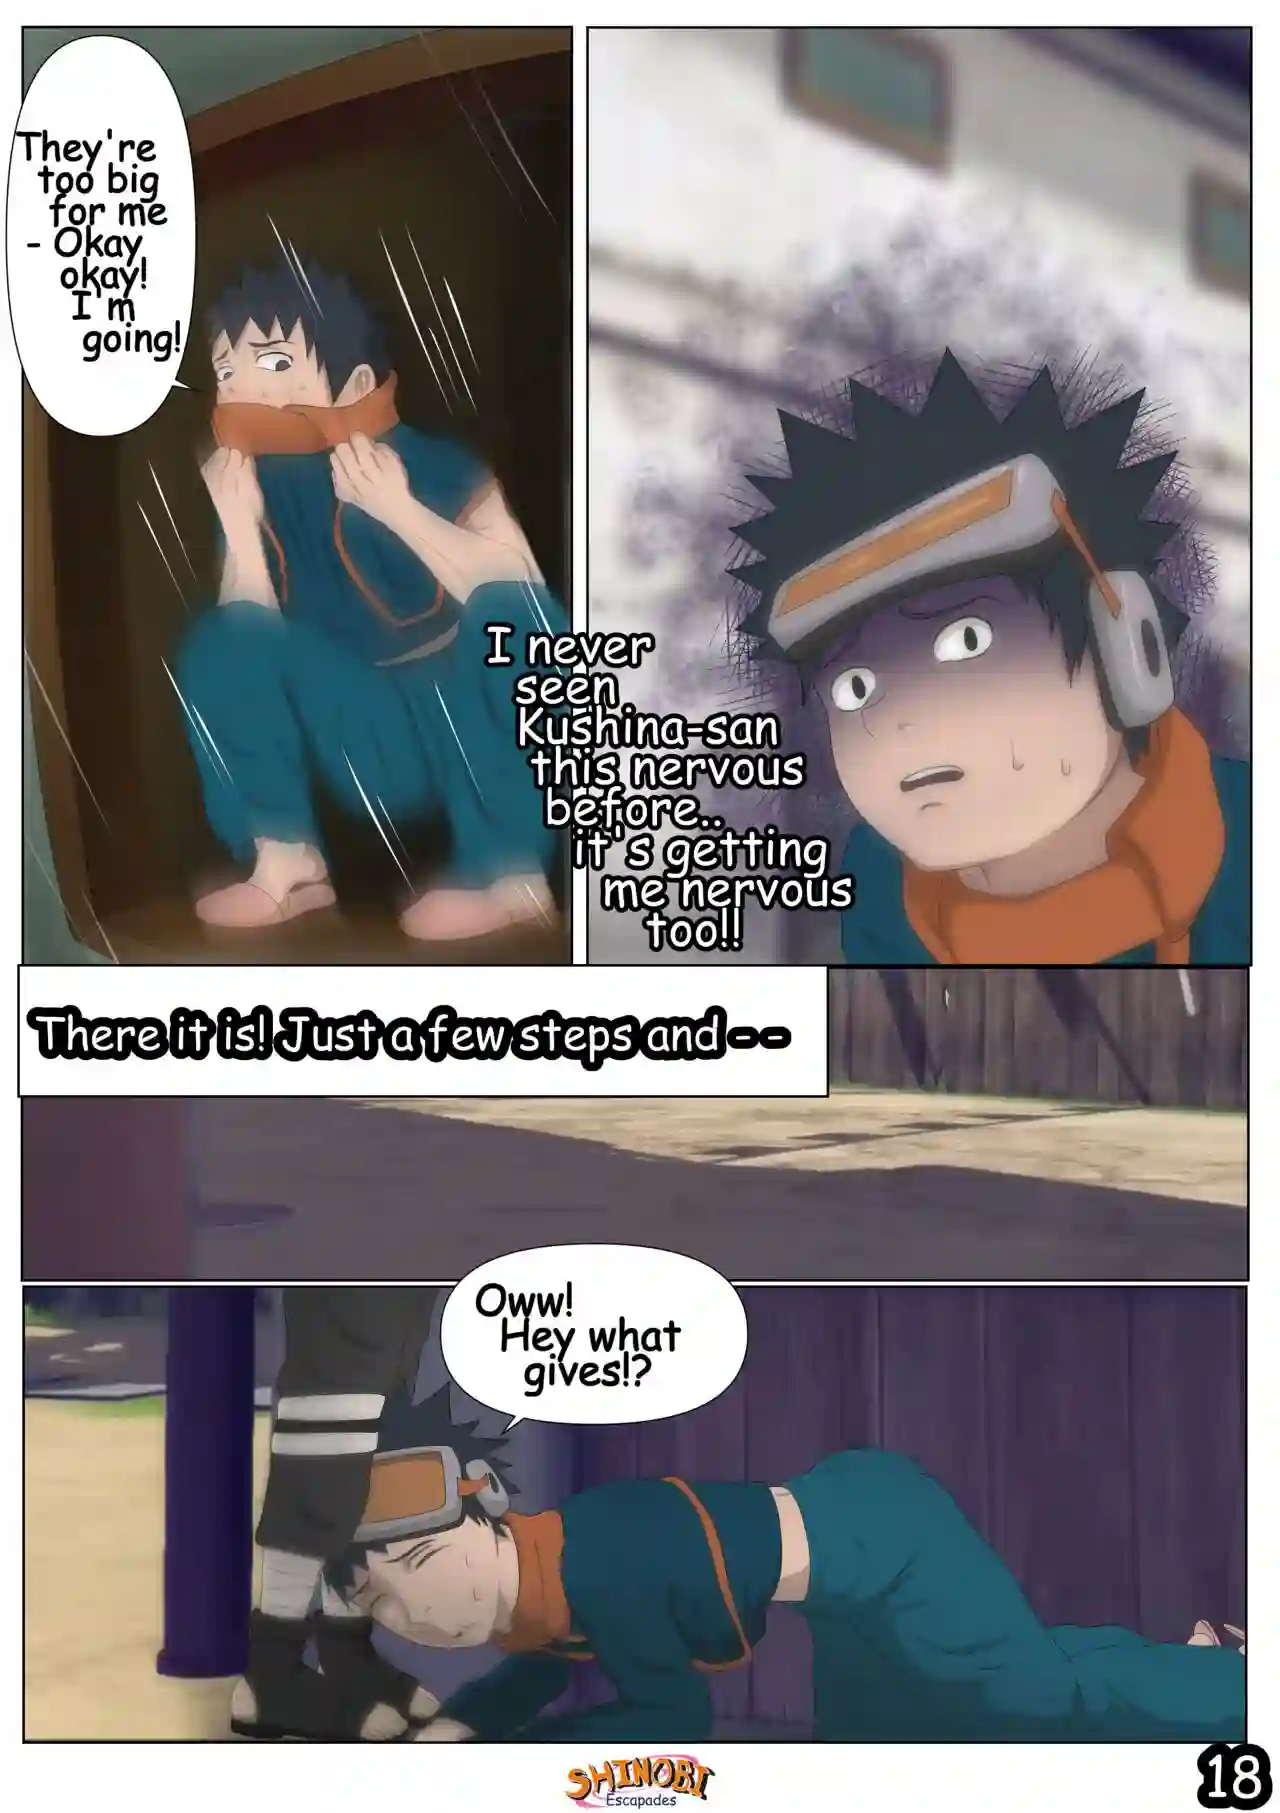 They're
too big
for me
- Okay
okay!
I'm
going!
I never
seen
Kushina-san
this nervous
before..
it's getting
me nervous
too!!
There it is! Just a few steps and - -
Oww!
Hey what
gives!?
SHINOBI
Escapades
18